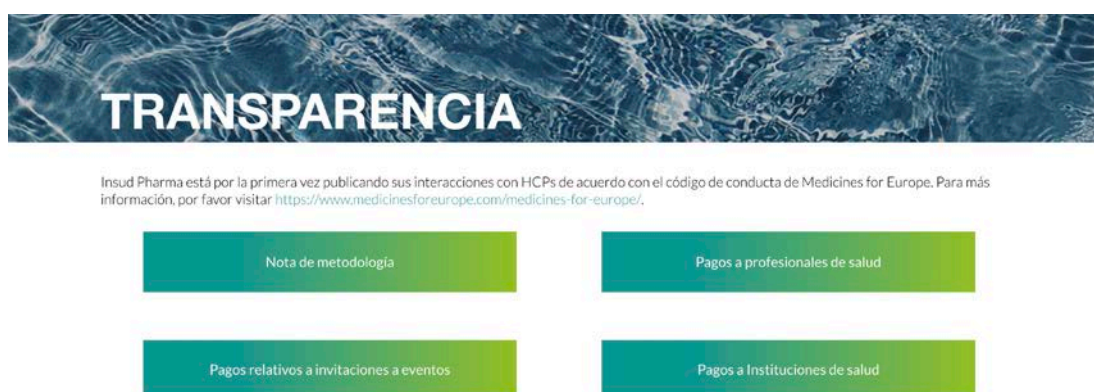 TRANSPARENCIA
Insud Pharma está por la primera vez publicando sus interacciones con HCPs de acuerdo con el código de conducta de Medicines for Europe. Para más
información, por favor visitar https://www.medicinesforeurope.com/medicines-for-europe/.
Nota de metodología
Pagos a profesionales de salud
Pagos relativos a invitaciones a eventos
Pagos a Instituciones de salud